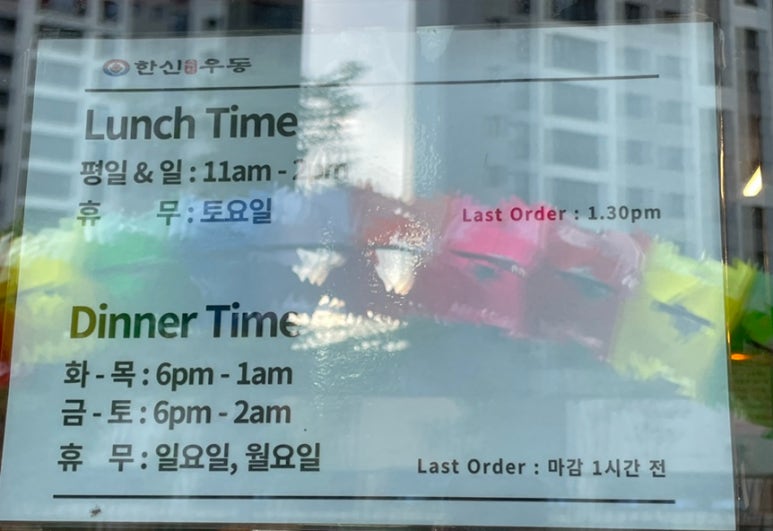 한신우동
Lunch Time
평일 & 일 : 11am -
휴 무 : 토요일
Last Order : 1.30pm
Dinner Time
화 - 목 : 6pm - 1am
금 - 토 : 6pm - 2am
휴 무 : 일요일, 월요일
Last Order : 마감 1시간 전